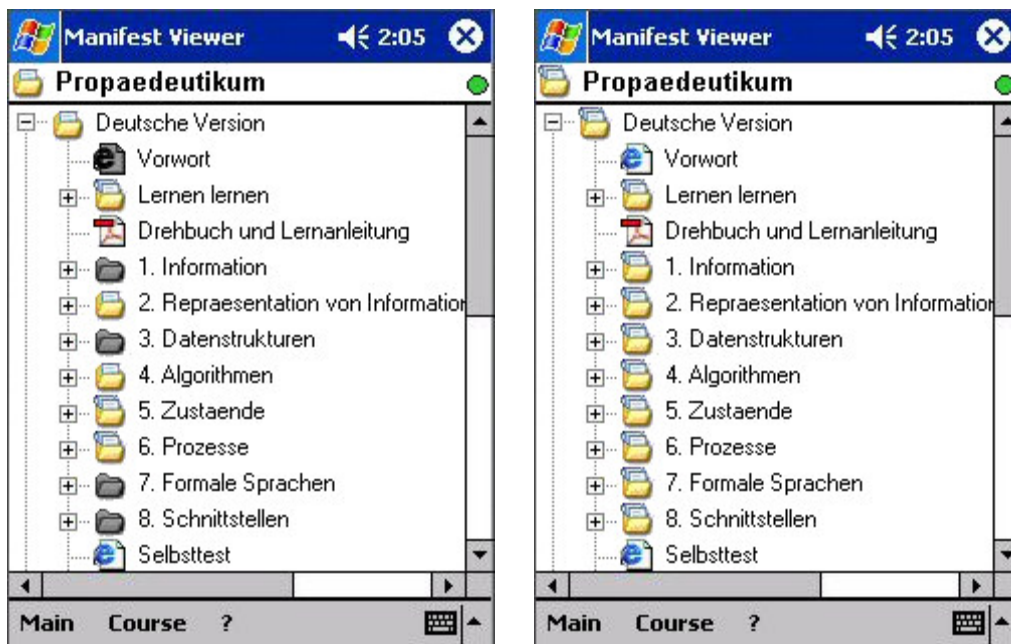 Manifest Viewer 2:05
Propaedeutikum
Deutsche Version
Vorwort
Lernen lernen
Drehbuch und Lernanleitung
1. Information
2. Repraesentation von Information
3. Datenstrukturen
4. Algorithmen
5. Zustaende
6. Prozesse
7. Formale Sprachen
8. Schnittstellen
Selbsttest
Main Course ?
Manifest Viewer 2:05
Propaedeutikum
Deutsche Version
Vorwort
Lernen lernen
Drehbuch und Lernanleitung
1. Information
2. Repraesentation von Information
3. Datenstrukturen
4. Algorithmen
5. Zustaende
6. Prozesse
7. Formale Sprachen
8. Schnittstellen
Selbsttest
Main Course ?